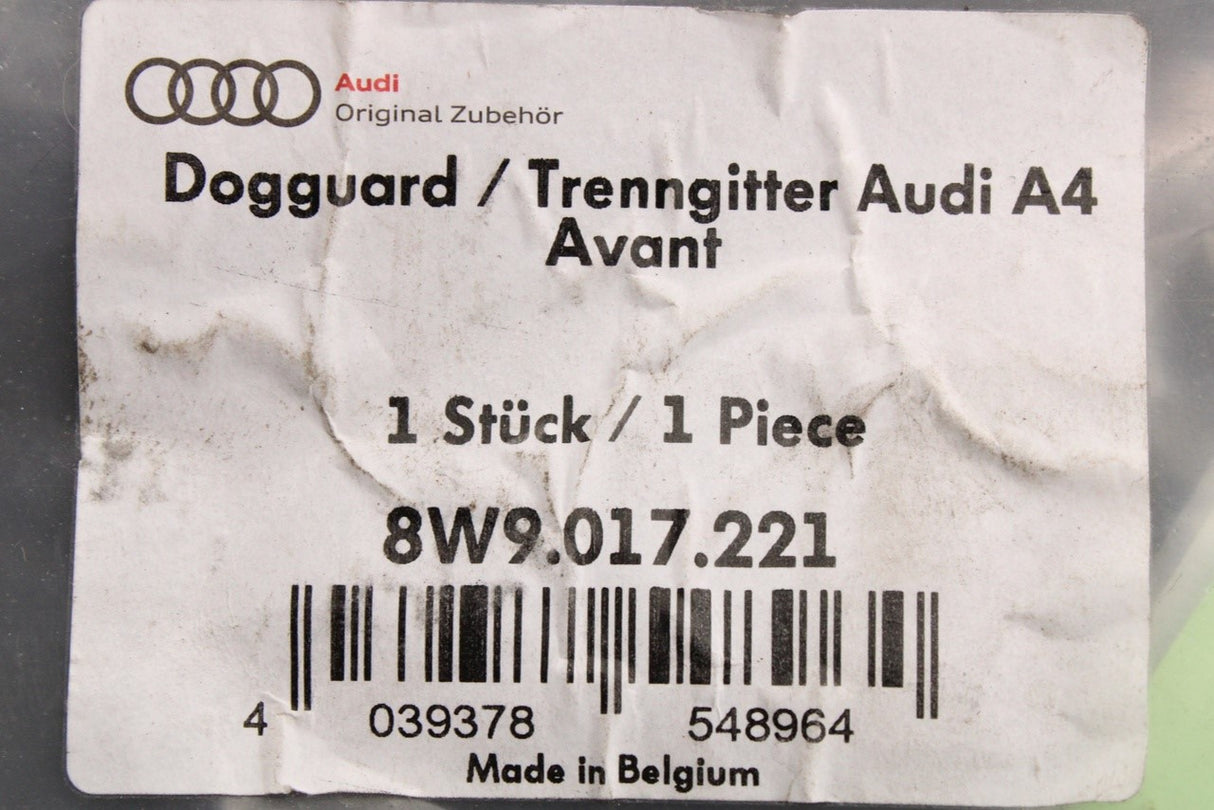 Audi
Original Zubehör
Dogguard / Trenngitter Audi A4
Avant
1 Stück / 1 Piece
8W9.017.221
4 039378 548964
Made in Belgium